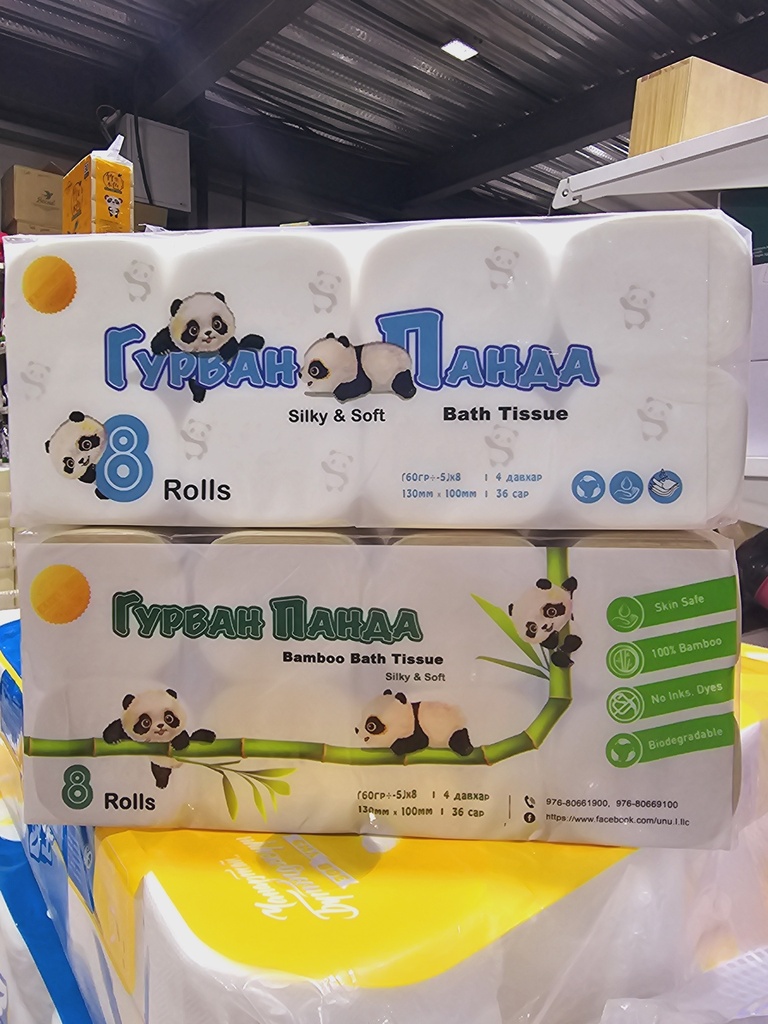 Гурван Панда
Silky & Soft
Bath Tissue
8 Rolls
(60гр+-5)x8 | 4 давхар
130мм x 100мм | 36 сар
Гурван Панда
Bamboo Bath Tissue
Silky & Soft
Skin Safe
100% Bamboo
No Inks. Dyes
Biodegradable
8 Rolls
(60гр+-5)x8 | 4 давхар
130мм x 100мм | 36 сар
976-80661900, 976-80669100
https://www.facebook.com/unu.l.llc